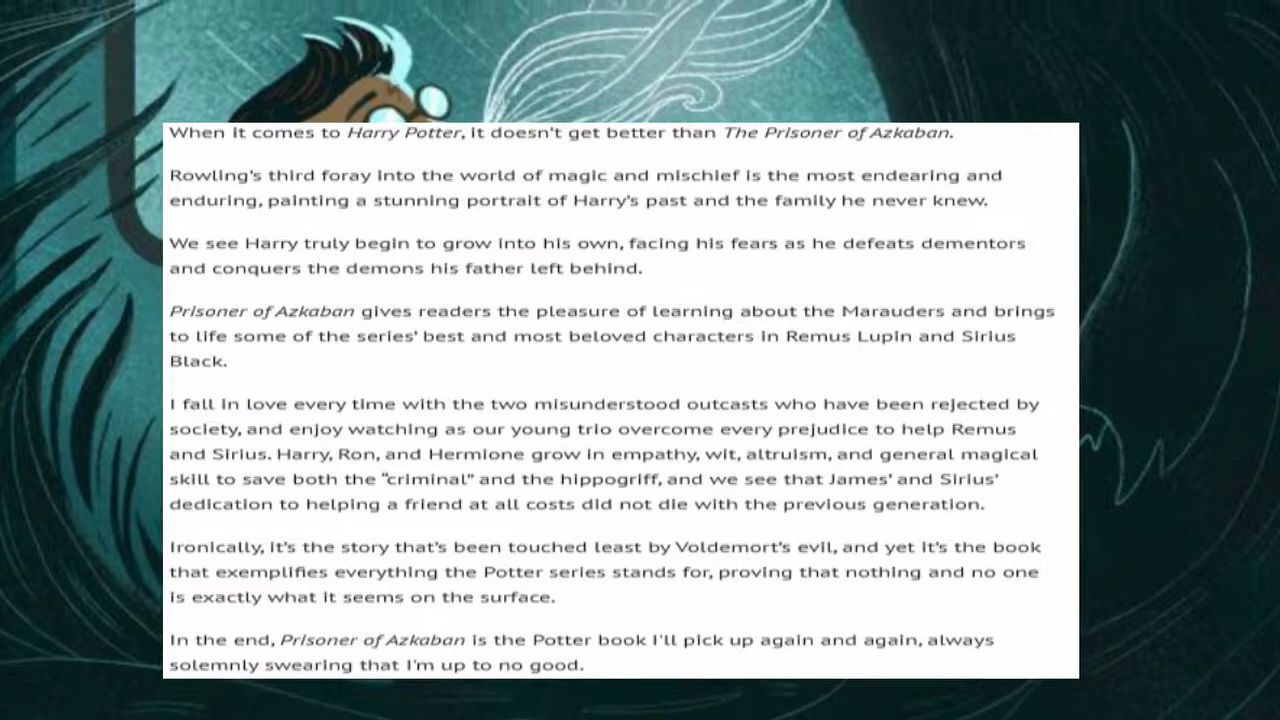 When it comes to Harry Potter, it doesn't get better than The Prisoner of Azkaban.
Rowling's third foray into the world of magic and mischief is the most endearing and
enduring, painting a stunning portrait of Harry's past and the family he never knew.
We see Harry truly begin to grow into his own, facing his fears as he defeats dementors
and conquers the demons his father left behind.
Prisoner of Azkaban gives readers the pleasure of learning about the Marauders and brings
to life some of the series' best and most beloved characters in Remus Lupin and Sirius
Black.
I fall in love every time with the two misunderstood outcasts who have been rejected by
society, and enjoy watching as our young trio overcome every prejudice to help Remus
and Sirius. Harry, Ron, and Hermione grow in empathy, wit, altruism, and general magical
skill to save both the “criminal” and the hippogriff, and we see that James' and Sirius'
dedication to helping a friend at all costs did not die with the previous generation.
Ironically, it's the story that's been touched least by Voldemort's evil, and yet it's the book
that exemplifies everything the Potter series stands for, proving that nothing and no one
is exactly what it seems on the surface.
In the end, Prisoner of Azkaban is the Potter book I'll pick up again and again, always
solemnly swearing that I'm up to no good.